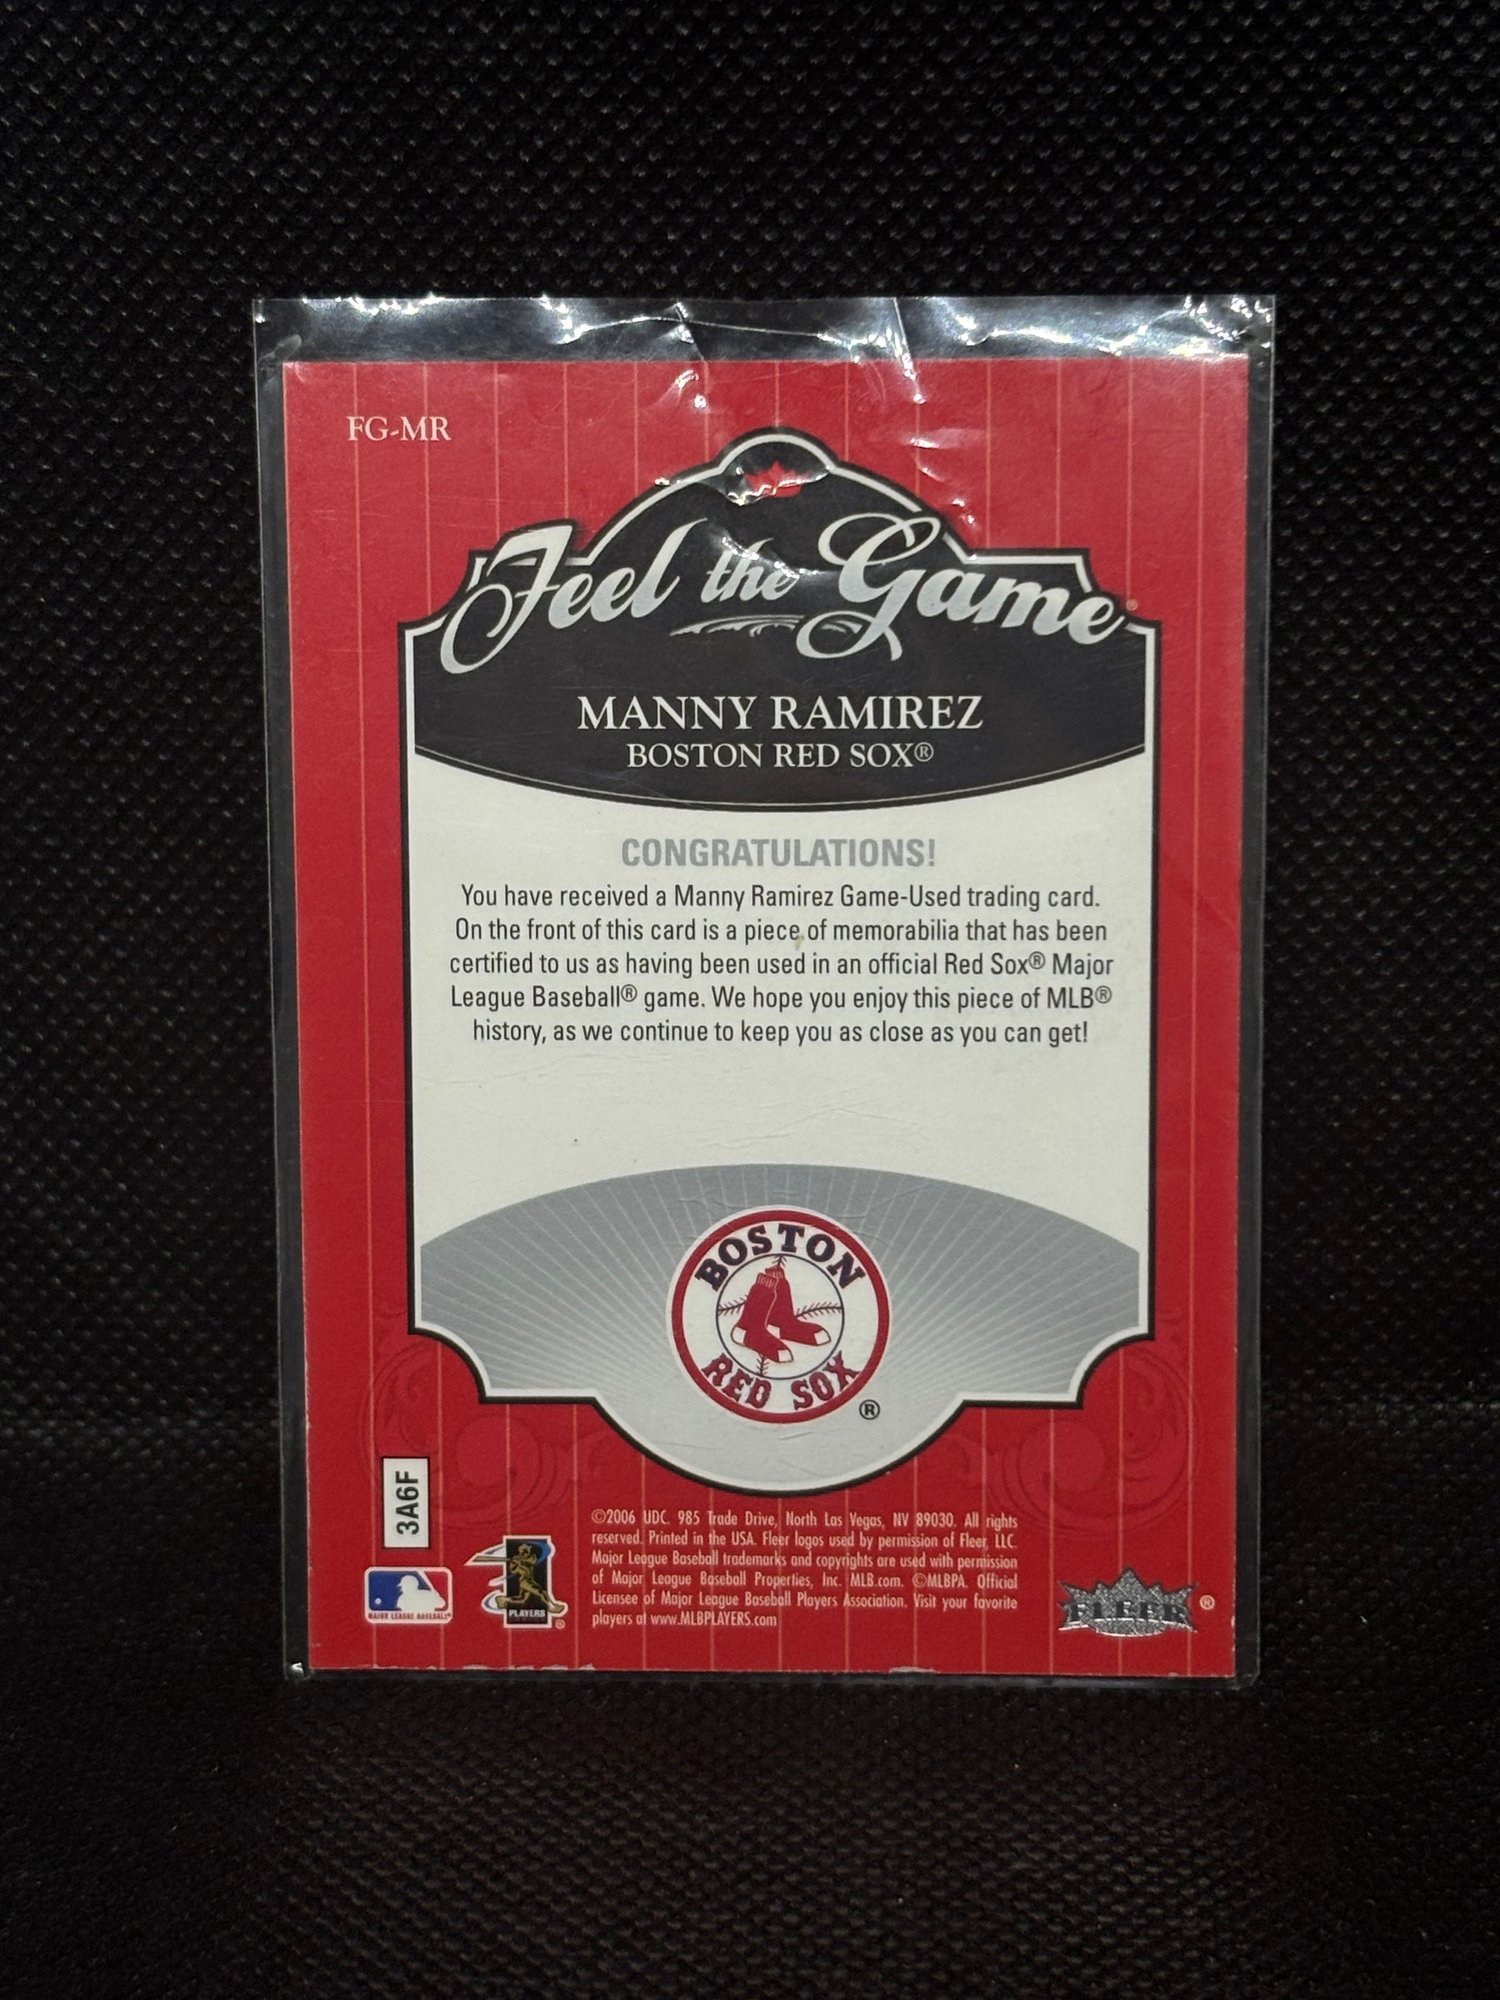 FG-MR
Feel the Game®
MANNY RAMIREZ
BOSTON RED SOX®
CONGRATULATIONS!
You have received a Manny Ramirez Game-Used trading card.
On the front of this card is a piece of memorabilia that has been
certified to us as having been used in an official Red Sox® Major
League Baseball® game. We hope you enjoy this piece of MLB®
history, as we continue to keep you as close as you can get!
BOSTON
RED SOX
®
3A6F
MAJOR LEAGUE BASEBALL®
PLAYERS
®
©2006 UDC. 985 Trade Drive, North Las Vegas, NV 89030. All rights
reserved. Printed in the USA. Fleer logos used by permission of Fleer, LLC.
Major League Baseball trademarks and copyrights are used with permission
of Major League Baseball Properties, Inc. MLB.com. ©MLBPA. Official
Licensee of Major League Baseball Players Association. Visit your favorite
players at www.MLBPLAYERS.com
FLEER®